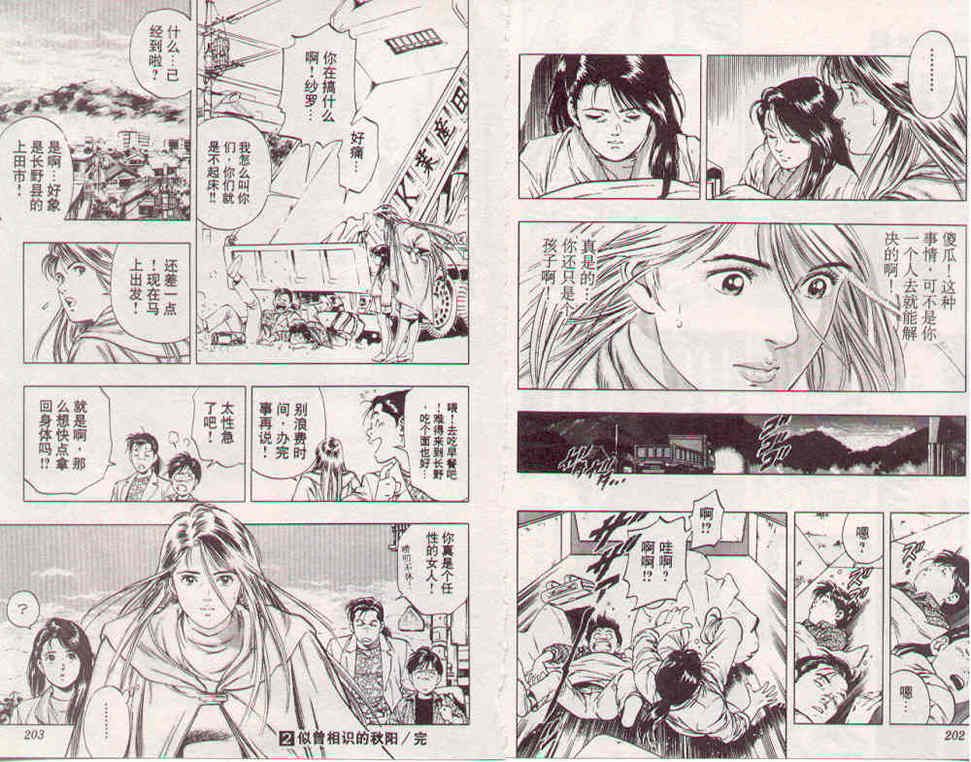 …………
傻瓜！这种
事情，可不是你
一个人去就能解
决的啊！
真是的…
你还只是个
孩子啊！
嗯？
嗯
啊!?
哇啊？
啊啊!?
202
你在搞什么
啊！纱罗…
好痛…
我怎么叫你
们，你们就
是不起床!!
什么…已
经到啦？
是啊…好象
是长野县的
上田市！
还差一点
！现在马
上出发！
喂！去吃早餐吧
！难得来到长野
，吃个面也好…
别浪费时
间，办完
事再说！
太性急
了吧！
就是啊，那
么想快点拿
回身体吗!?
你真是个任
性的女人！
唠叨不休！
？
…………
2 似曾相识的秋阳／完
203